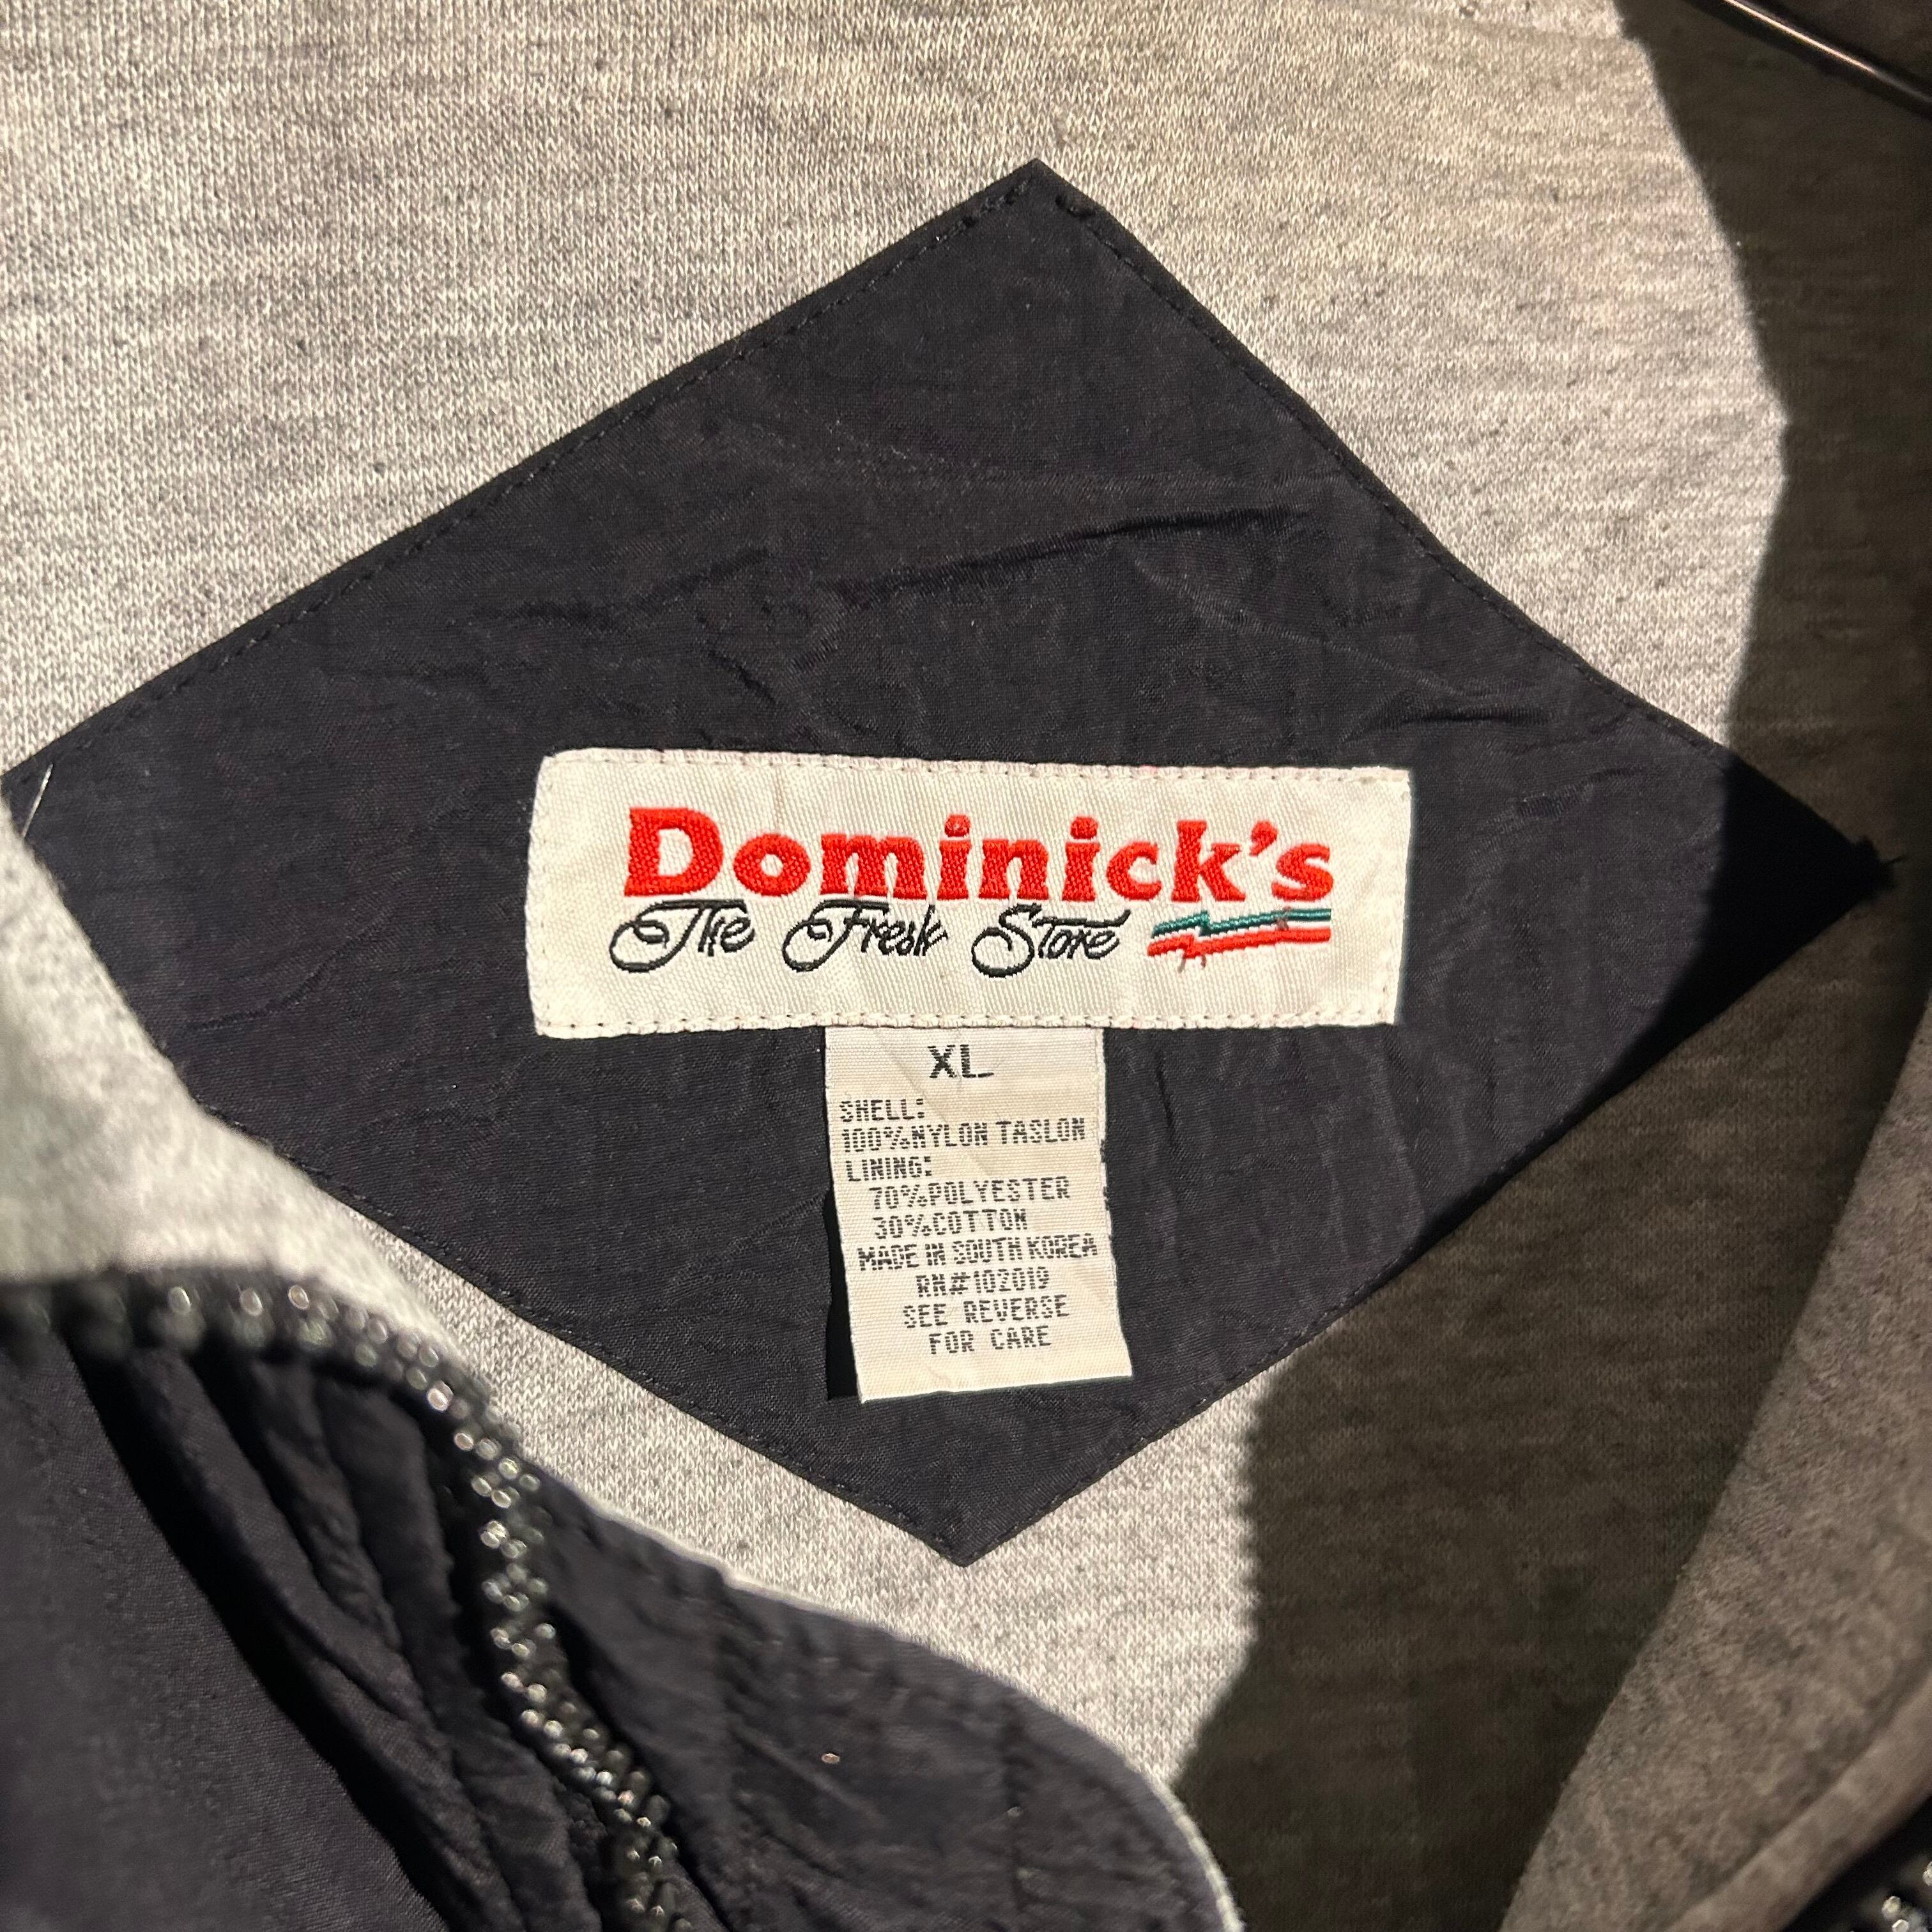 Dominick's
The Fresh Store
XL
SHELL:
100%NYLON TASLON
LINING:
70%POLYESTER
30%COTTON
MADE IN SOUTH KOREA
RN#102019
SEE REVERSE
FOR CARE